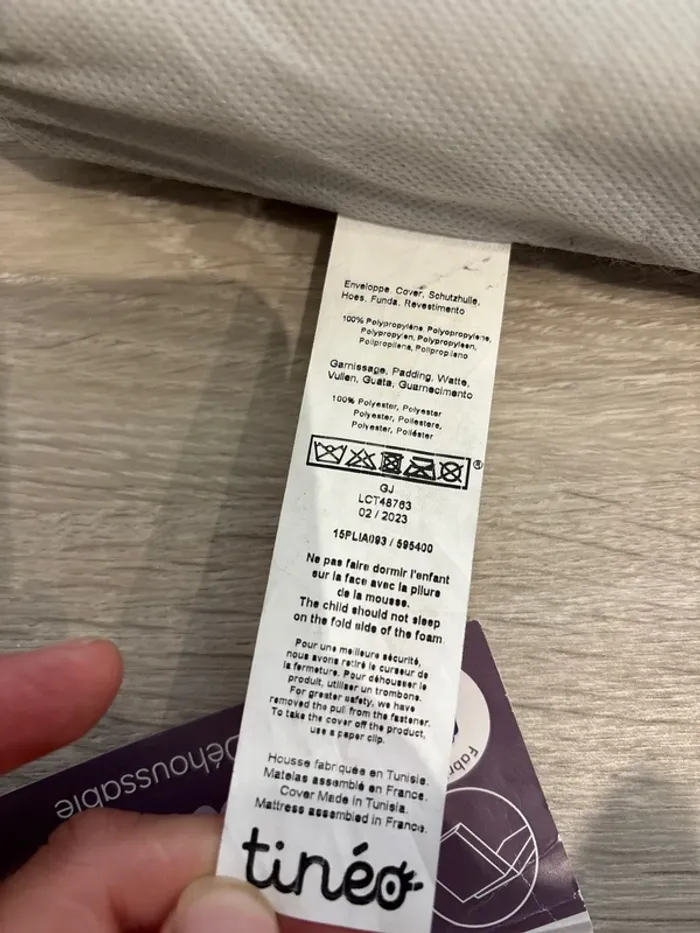 Enveloppe, Cover, Schutzhulle,
Hoes, Funda, Revestimento
100% Polypropylène, Polyopropylene,
Polypropylen, Polypropyleen,
Polipropilena, Polipropileno
Garnissage, Padding, Watte,
Vullen, Guata, Guarnecimento
100% Polyester, Polyester
Polyester, Poliestere,
Polyester, Poliéster
®
GJ
LCT48763
02 / 2023
15PLIA093 / 595400
Ne pas faire dormir l'enfant
sur la face avec la pliure
de la mousse.
The child should not sleep
on the fold side of the foam.
Pour une meilleure sécurité,
nous avons retiré le curseur de
la fermeture. Pour déhousser le
produit, utiliser un trombone.
For greater safety, we have
removed the pull from the fastener.
To take the cover off the product,
use a paper clip.
Housse fabriquée en Tunisie.
Matelas assemblé en France.
Cover Made in Tunisia.
Mattress assembled in France.
tinéo
Déhoussable
Fabr